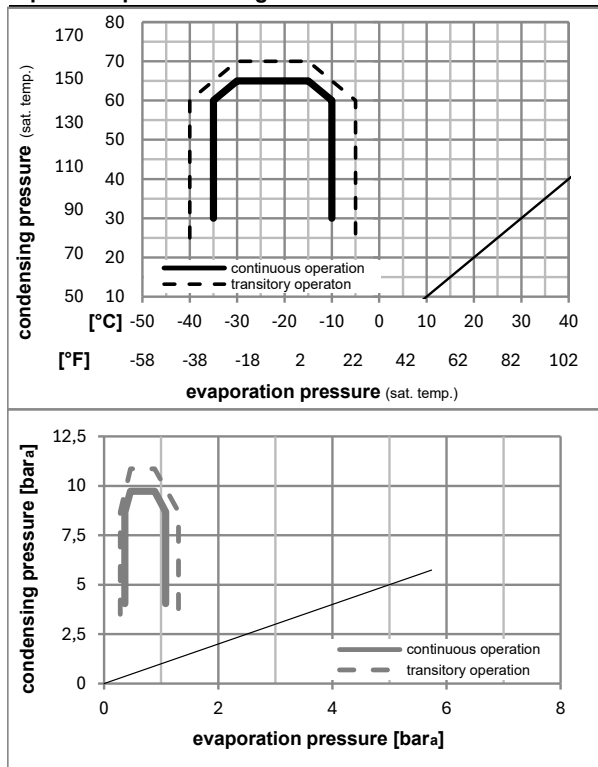 170 80
70
150 60
130 50
110 40
90 30
70 20
50 10
condensing pressure (sat. temp.)
continuous operation
transitory operaton
[°C] -50 -40 -30 -20 -10 0 10 20 30 40
[°F] -58 -38 -18 2 22 42 62 82 102
evaporation pressure (sat. temp.)
12,5
10
7,5
5
2,5
0
condensing pressure [bara]
continuous operation
transitory operation
0 2 4 6 8
evaporation pressure [bara]